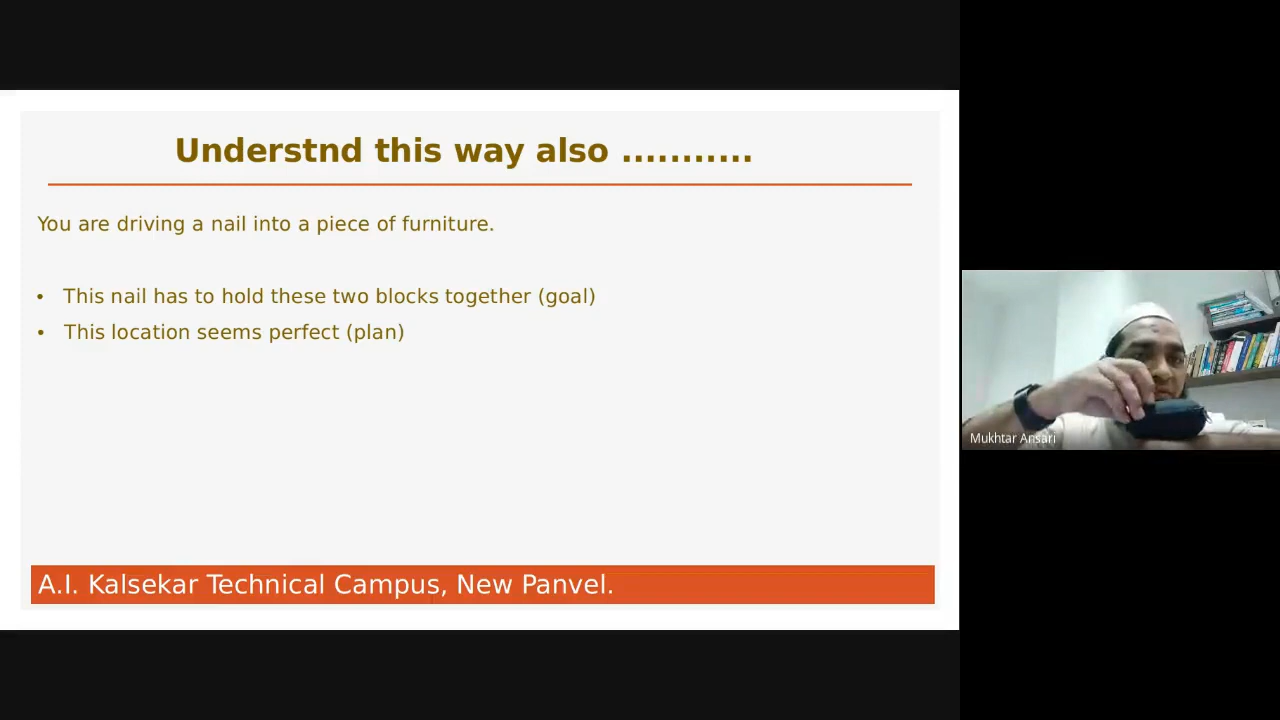 Understnd this way also ...........
You are driving a nail into a piece of furniture.
• This nail has to hold these two blocks together (goal)
• This location seems perfect (plan)
A.I. Kalsekar Technical Campus, New Panvel.
Mukhtar Ansari